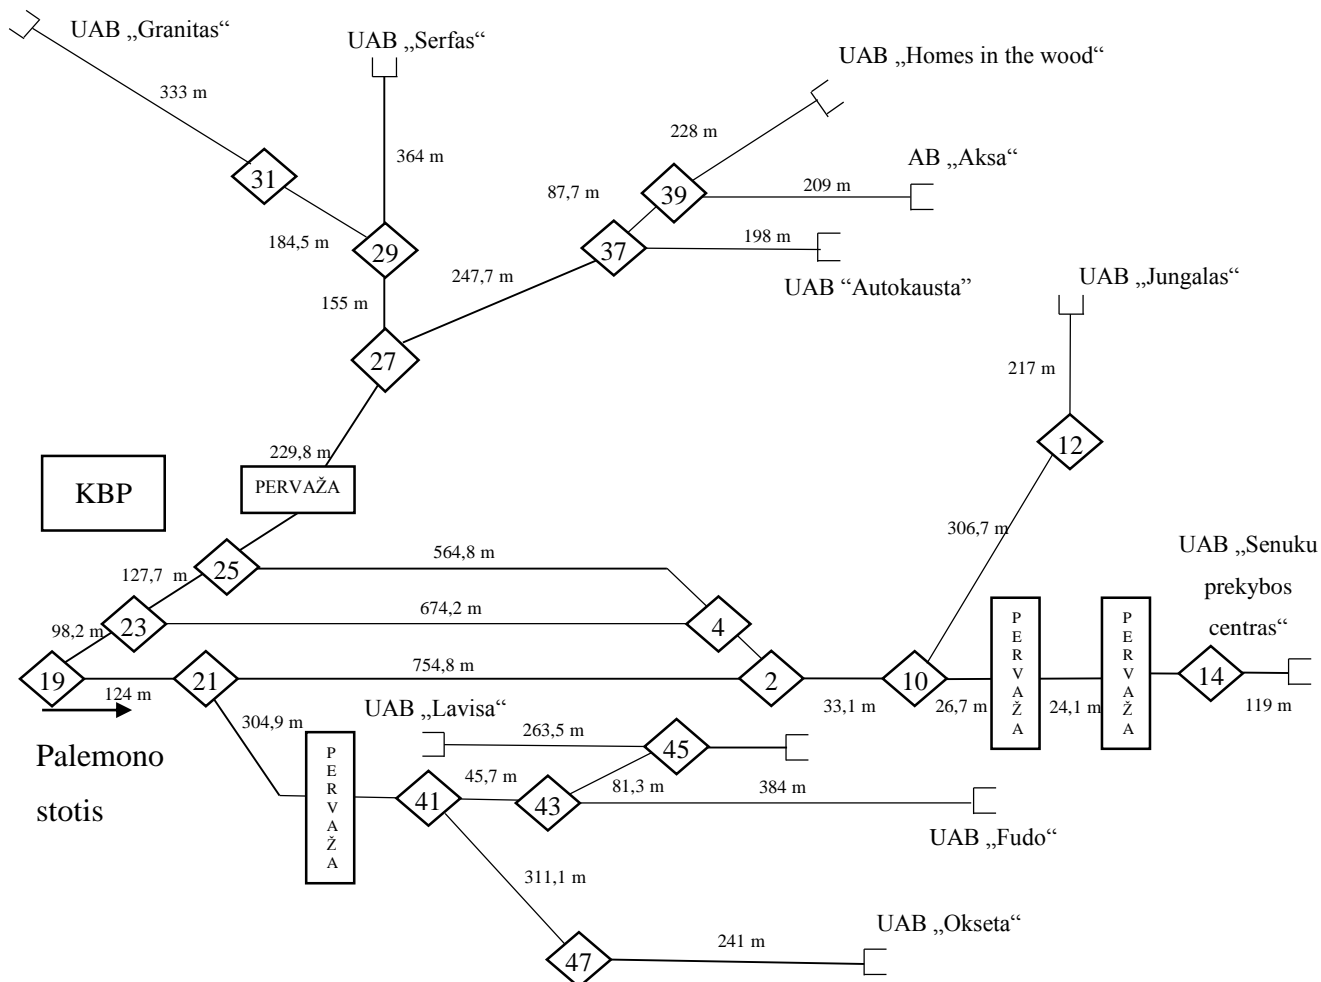 UAB „Granitas“
UAB „Serfas“
UAB „Homes in the wood“
333 m
228 m
AB „Aksa“
364 m
31
39
87,7 m
209 m
184,5 m
29
37
198 m
247,7 m
UAB “Autokausta”
UAB „Jungalas“
155 m
27
217 m
12
229,8 m
KBP
PERVAŽA
306,7 m
UAB „Senuku
prekybos
centras“
564,8 m
25
127,7 m
674,2 m
23
4
98,2 m
PERVAŽA
PERVAŽA
754,8 m
19
21
2
10
14
124 m
33,1 m
26,7 m
24,1 m
119 m
304,9 m
UAB „Lavisa“
263,5 m
45
Palemono
stotis
PERVAŽA
45,7 m
81,3 m
384 m
41
43
UAB „Fudo“
311,1 m
UAB „Okseta“
241 m
47